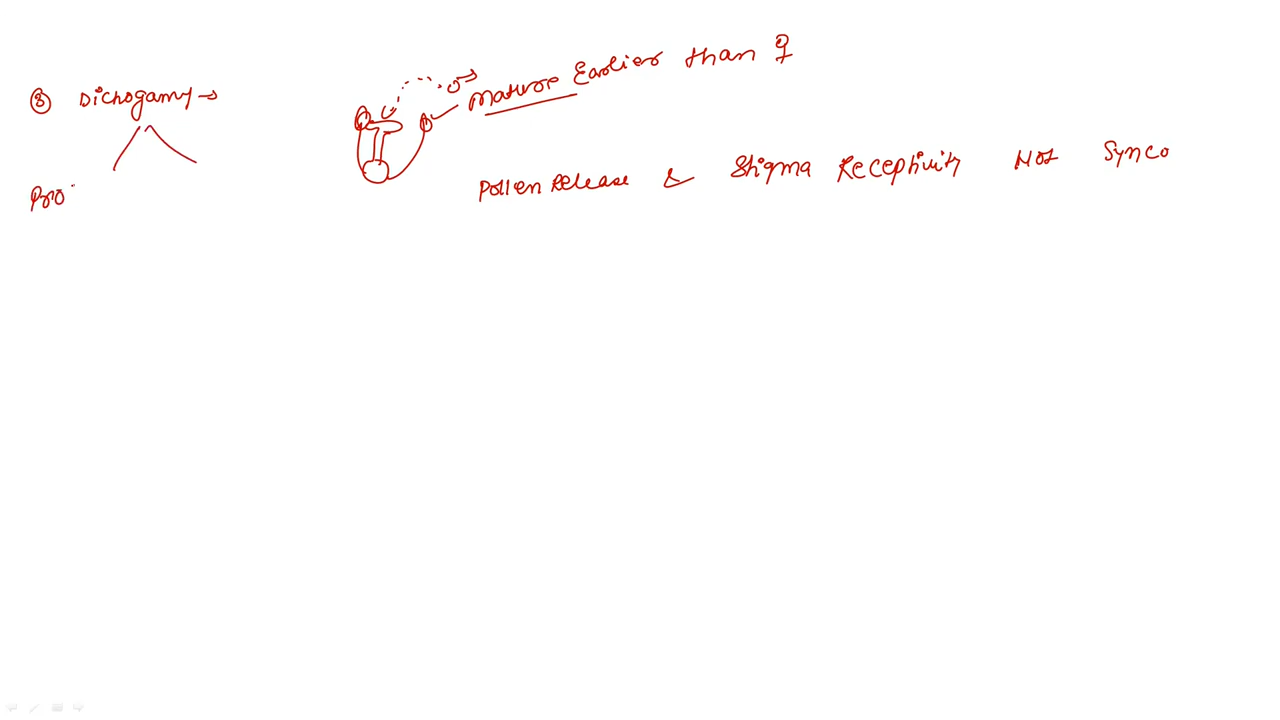 ③ Dichogamy →
Mature Earlier than ♀
Pollen Release & Stigma Receptivity Not Synco
Pro